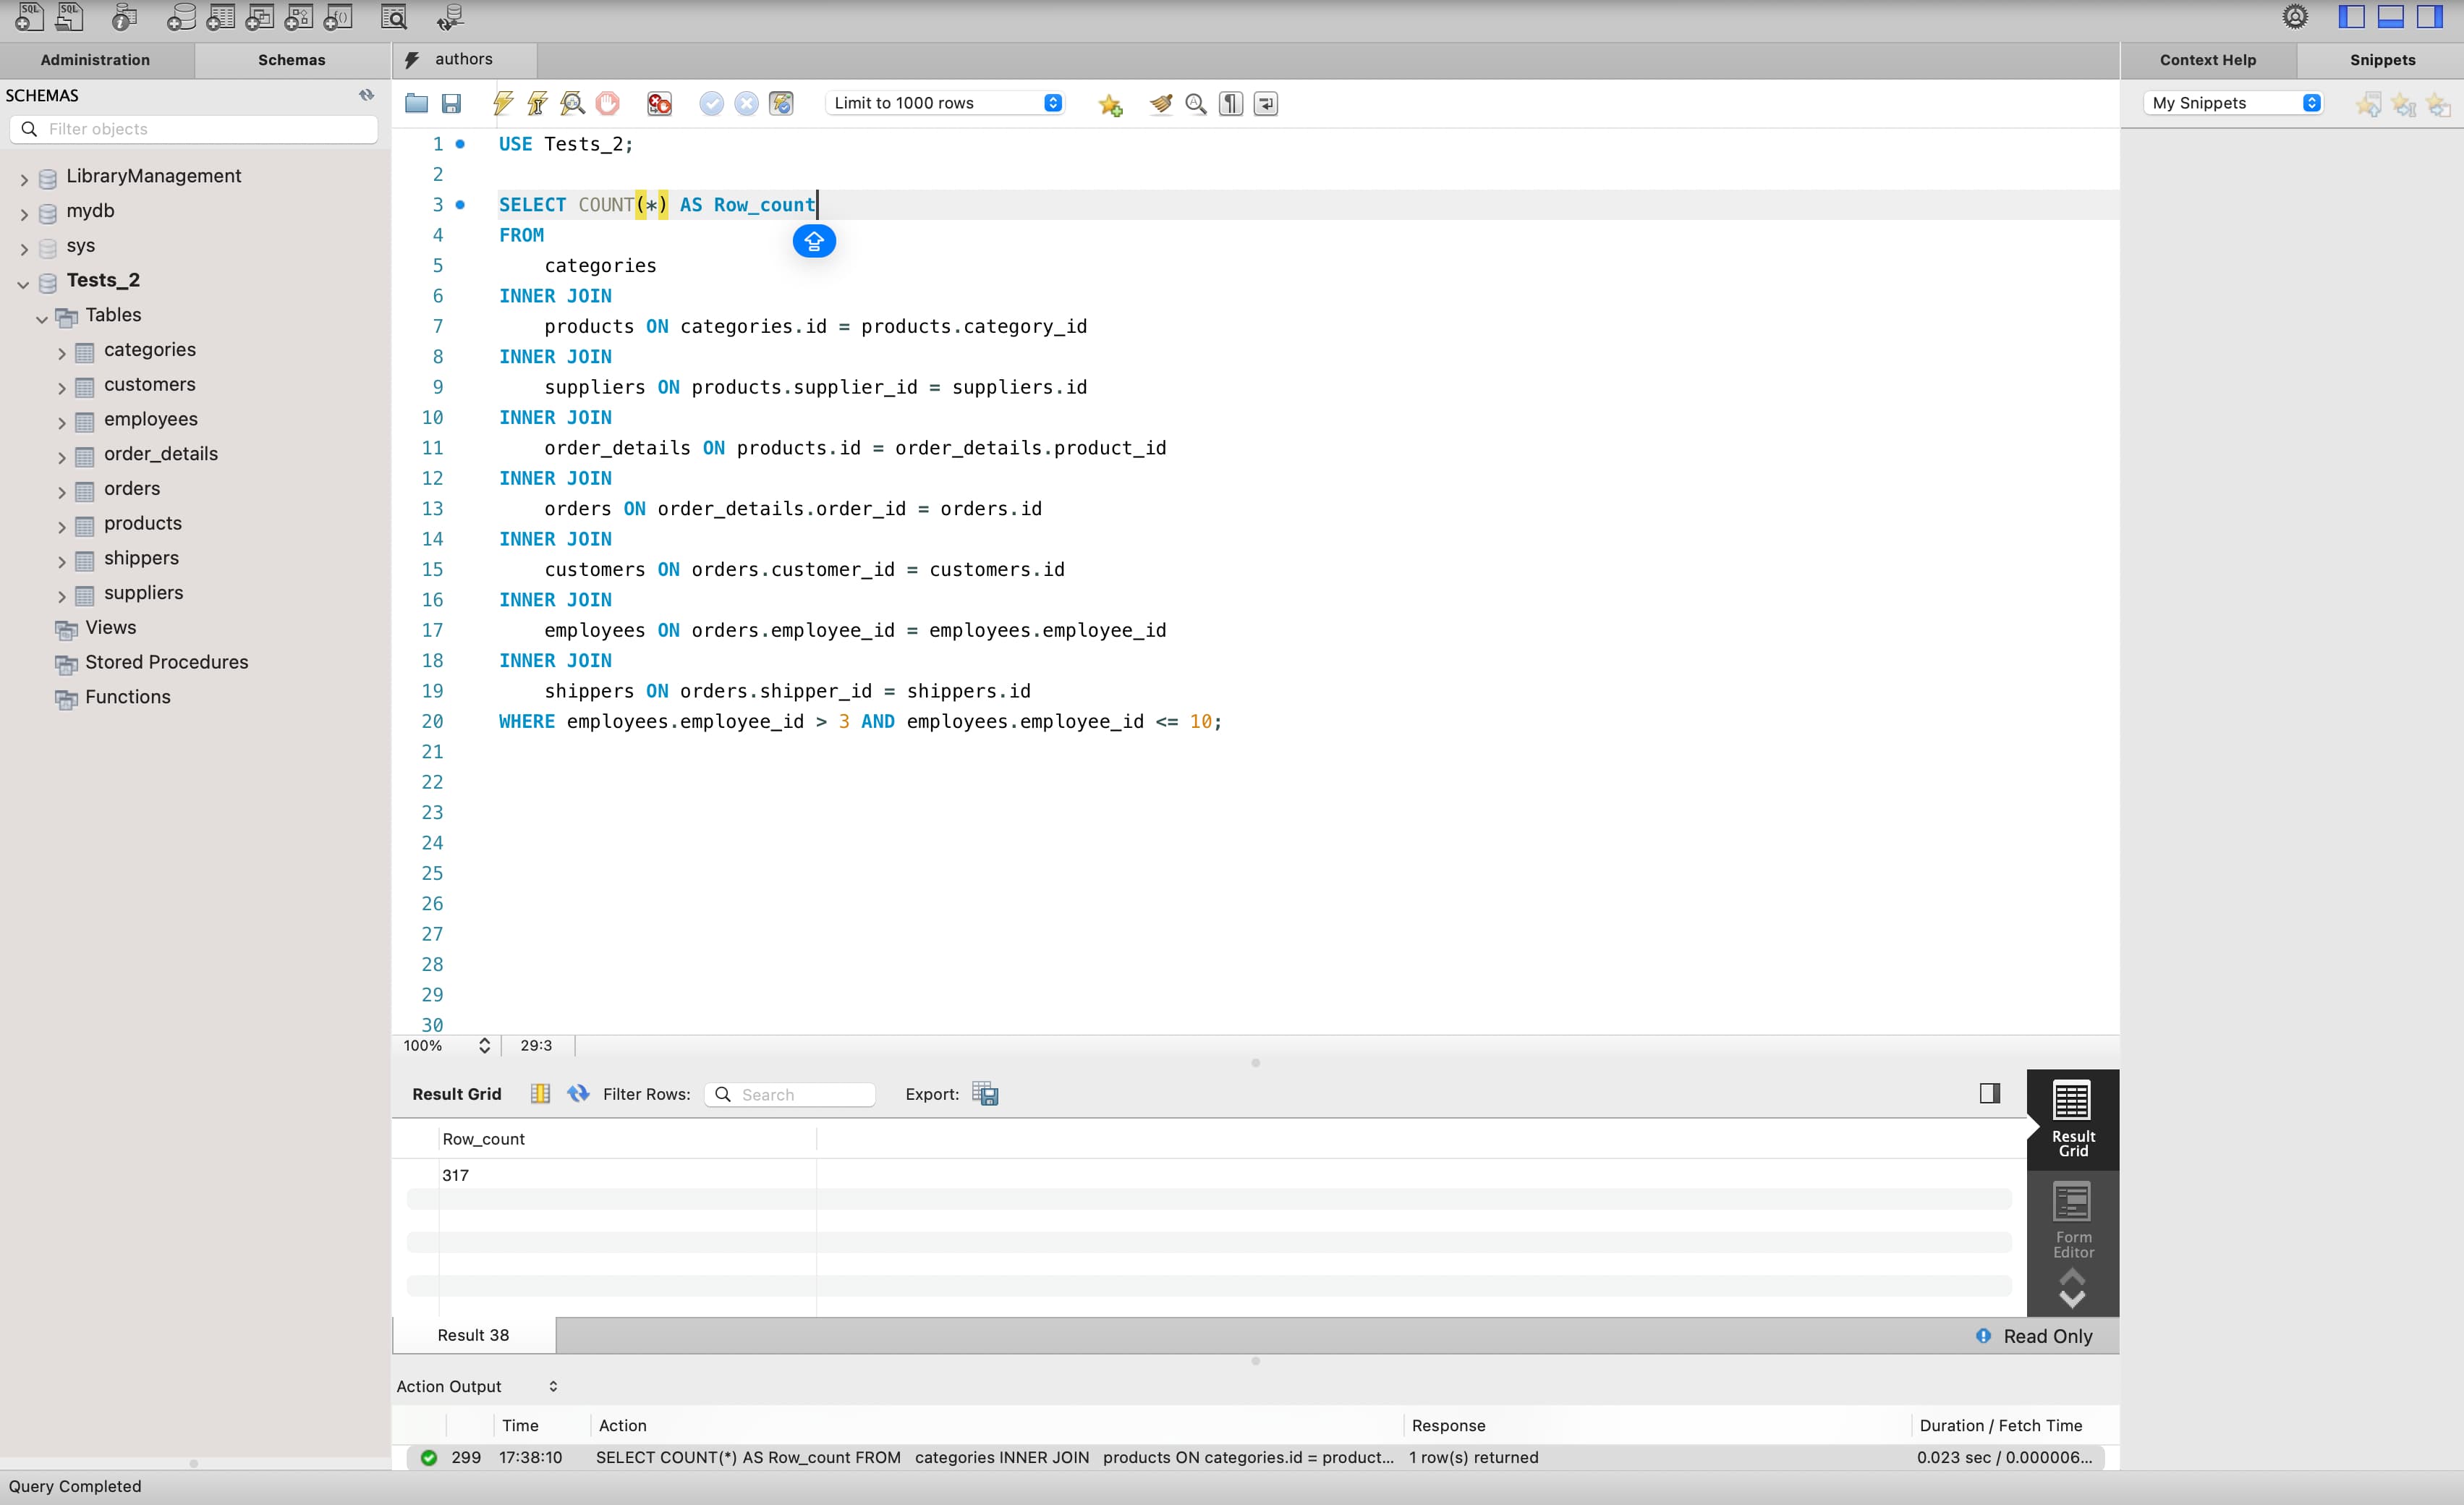 SQL SQL
Administration Schemas
authors
Context Help Snippets
SCHEMAS
Filter objects
Limit to 1000 rows
My Snippets
LibraryManagement
mydb
sys
Tests_2
Tables
categories
customers
employees
order_details
orders
products
shippers
suppliers
Views
Stored Procedures
Functions
1 USE Tests_2;
2
3 SELECT COUNT(*) AS Row_count
4 FROM
5 categories
6 INNER JOIN
7 products ON categories.id = products.category_id
8 INNER JOIN
9 suppliers ON products.supplier_id = suppliers.id
10 INNER JOIN
11 order_details ON products.id = order_details.product_id
12 INNER JOIN
13 orders ON order_details.order_id = orders.id
14 INNER JOIN
15 customers ON orders.customer_id = customers.id
16 INNER JOIN
17 employees ON orders.employee_id = employees.employee_id
18 INNER JOIN
19 shippers ON orders.shipper_id = shippers.id
20 WHERE employees.employee_id > 3 AND employees.employee_id <= 10;
21
22
23
24
25
26
27
28
29
30
100% 29:3
Result Grid Filter Rows: Search Export:
Row_count
317
Result
Grid
Form
Editor
Result 38
Read Only
Action Output
Time Action Response Duration / Fetch Time
299 17:38:10 SELECT COUNT(*) AS Row_count FROM categories INNER JOIN products ON categories.id = product... 1 row(s) returned 0.023 sec / 0.000006...
Query Completed